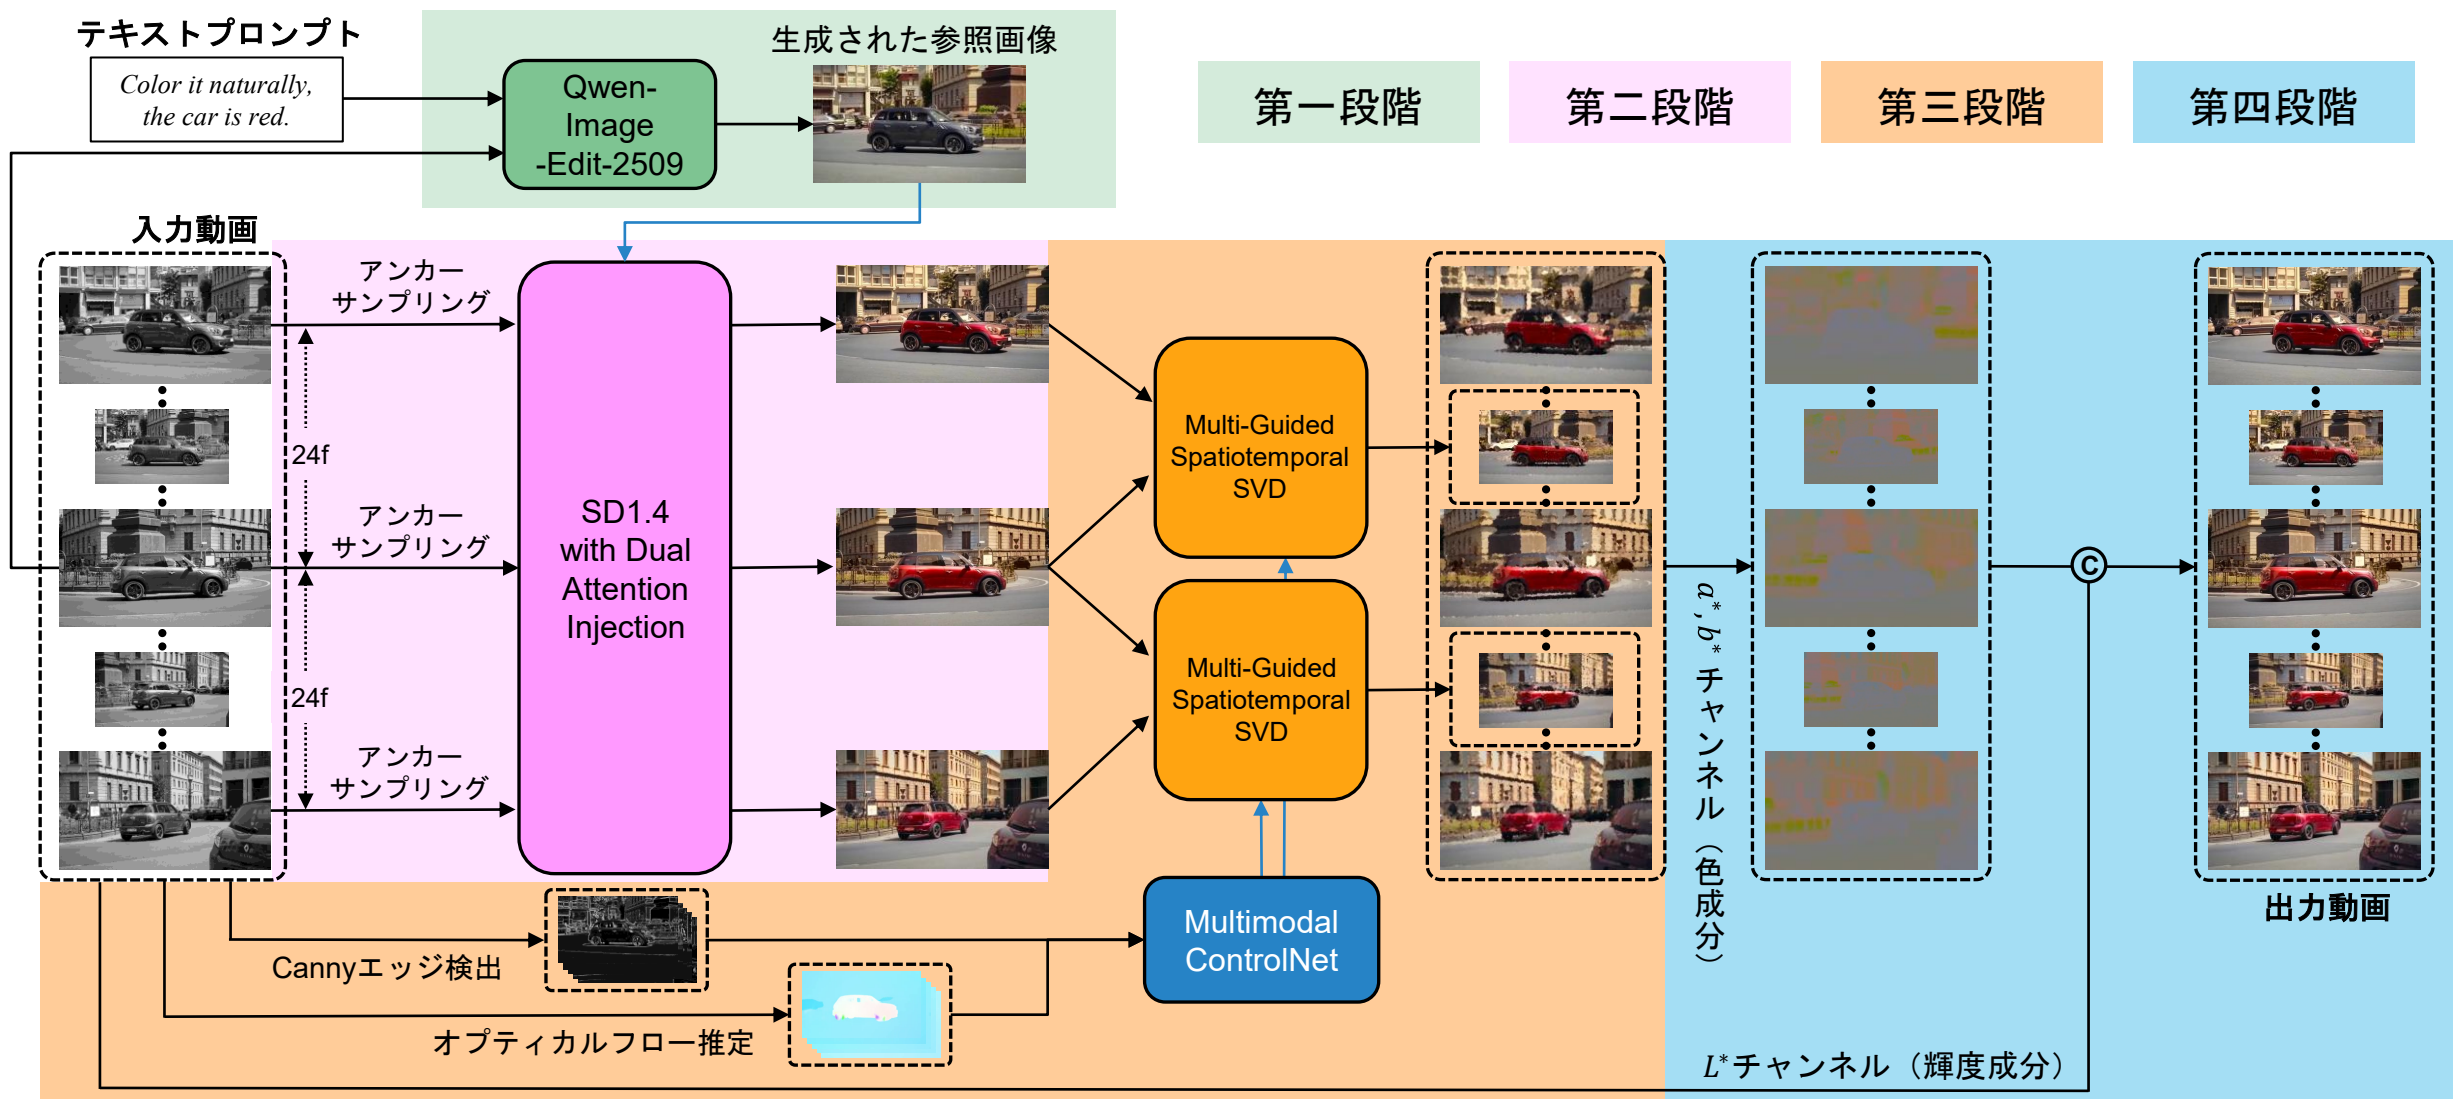 テキストプロンプト
Color it naturally,
the car is red.
Qwen-
Image
-Edit-2509
生成された参照画像
第一段階
第二段階
第三段階
第四段階
入力動画
アンカー
サンプリング
24f
アンカー
サンプリング
24f
アンカー
サンプリング
SD1.4
with Dual
Attention
Injection
Multi-Guided
Spatiotemporal
SVD
Multi-Guided
Spatiotemporal
SVD
a*, b* チャンネル（色成分）
C
出力動画
Cannyエッジ検出
オプティカルフロー推定
Multimodal
ControlNet
L*チャンネル（輝度成分）